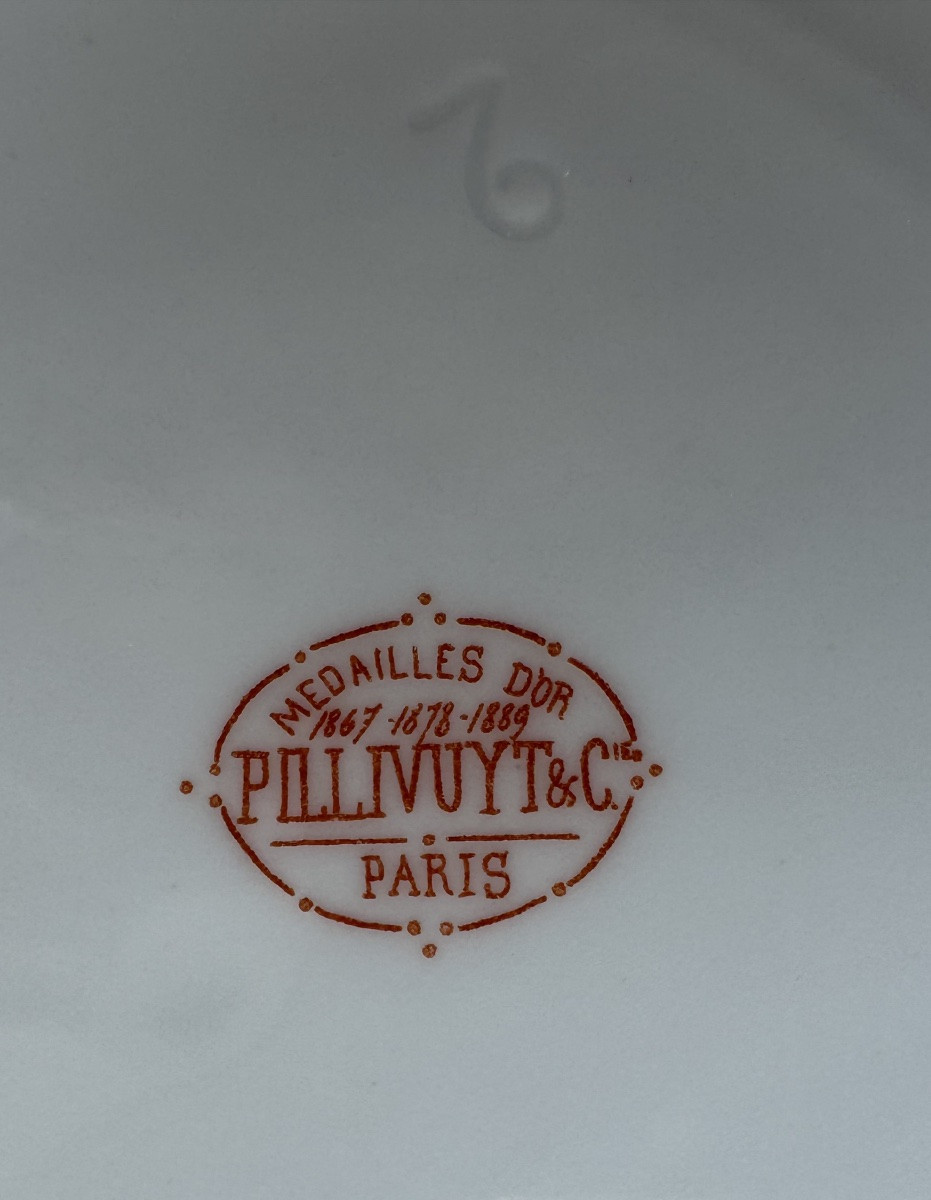 MEDAILLES D'OR
1867-1878-1889
PILLIVUYT & CIE
PARIS